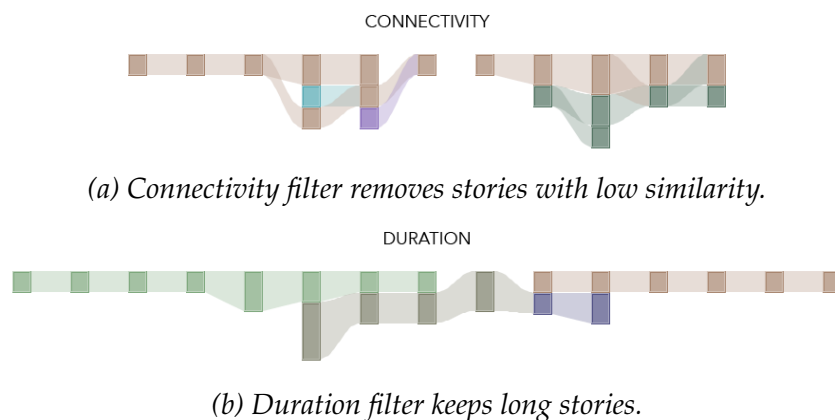 CONNECTIVITY
(a) Connectivity filter removes stories with low similarity.
DURATION
(b) Duration filter keeps long stories.